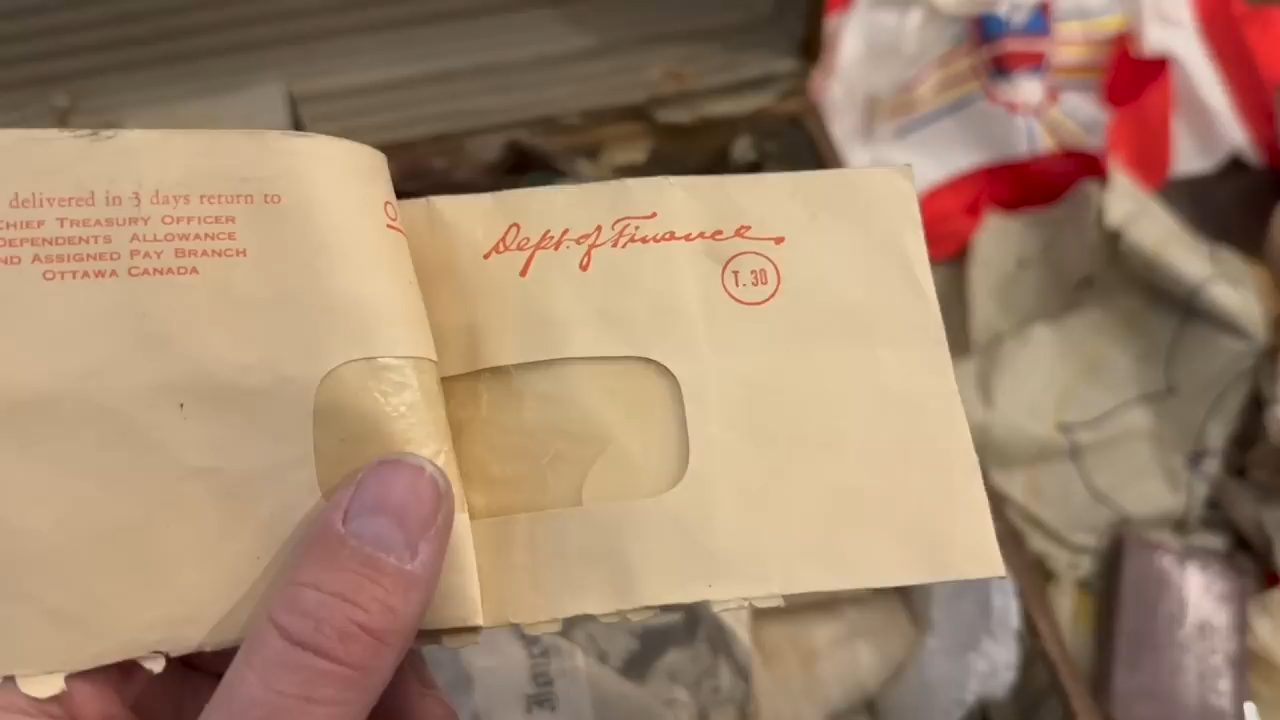 delivered in 3 days return to
CHIEF TREASURY OFFICER
DEPENDENTS ALLOWANCE
ND ASSIGNED PAY BRANCH
OTTAWA CANADA
O
Dept. of Finance
T. 30